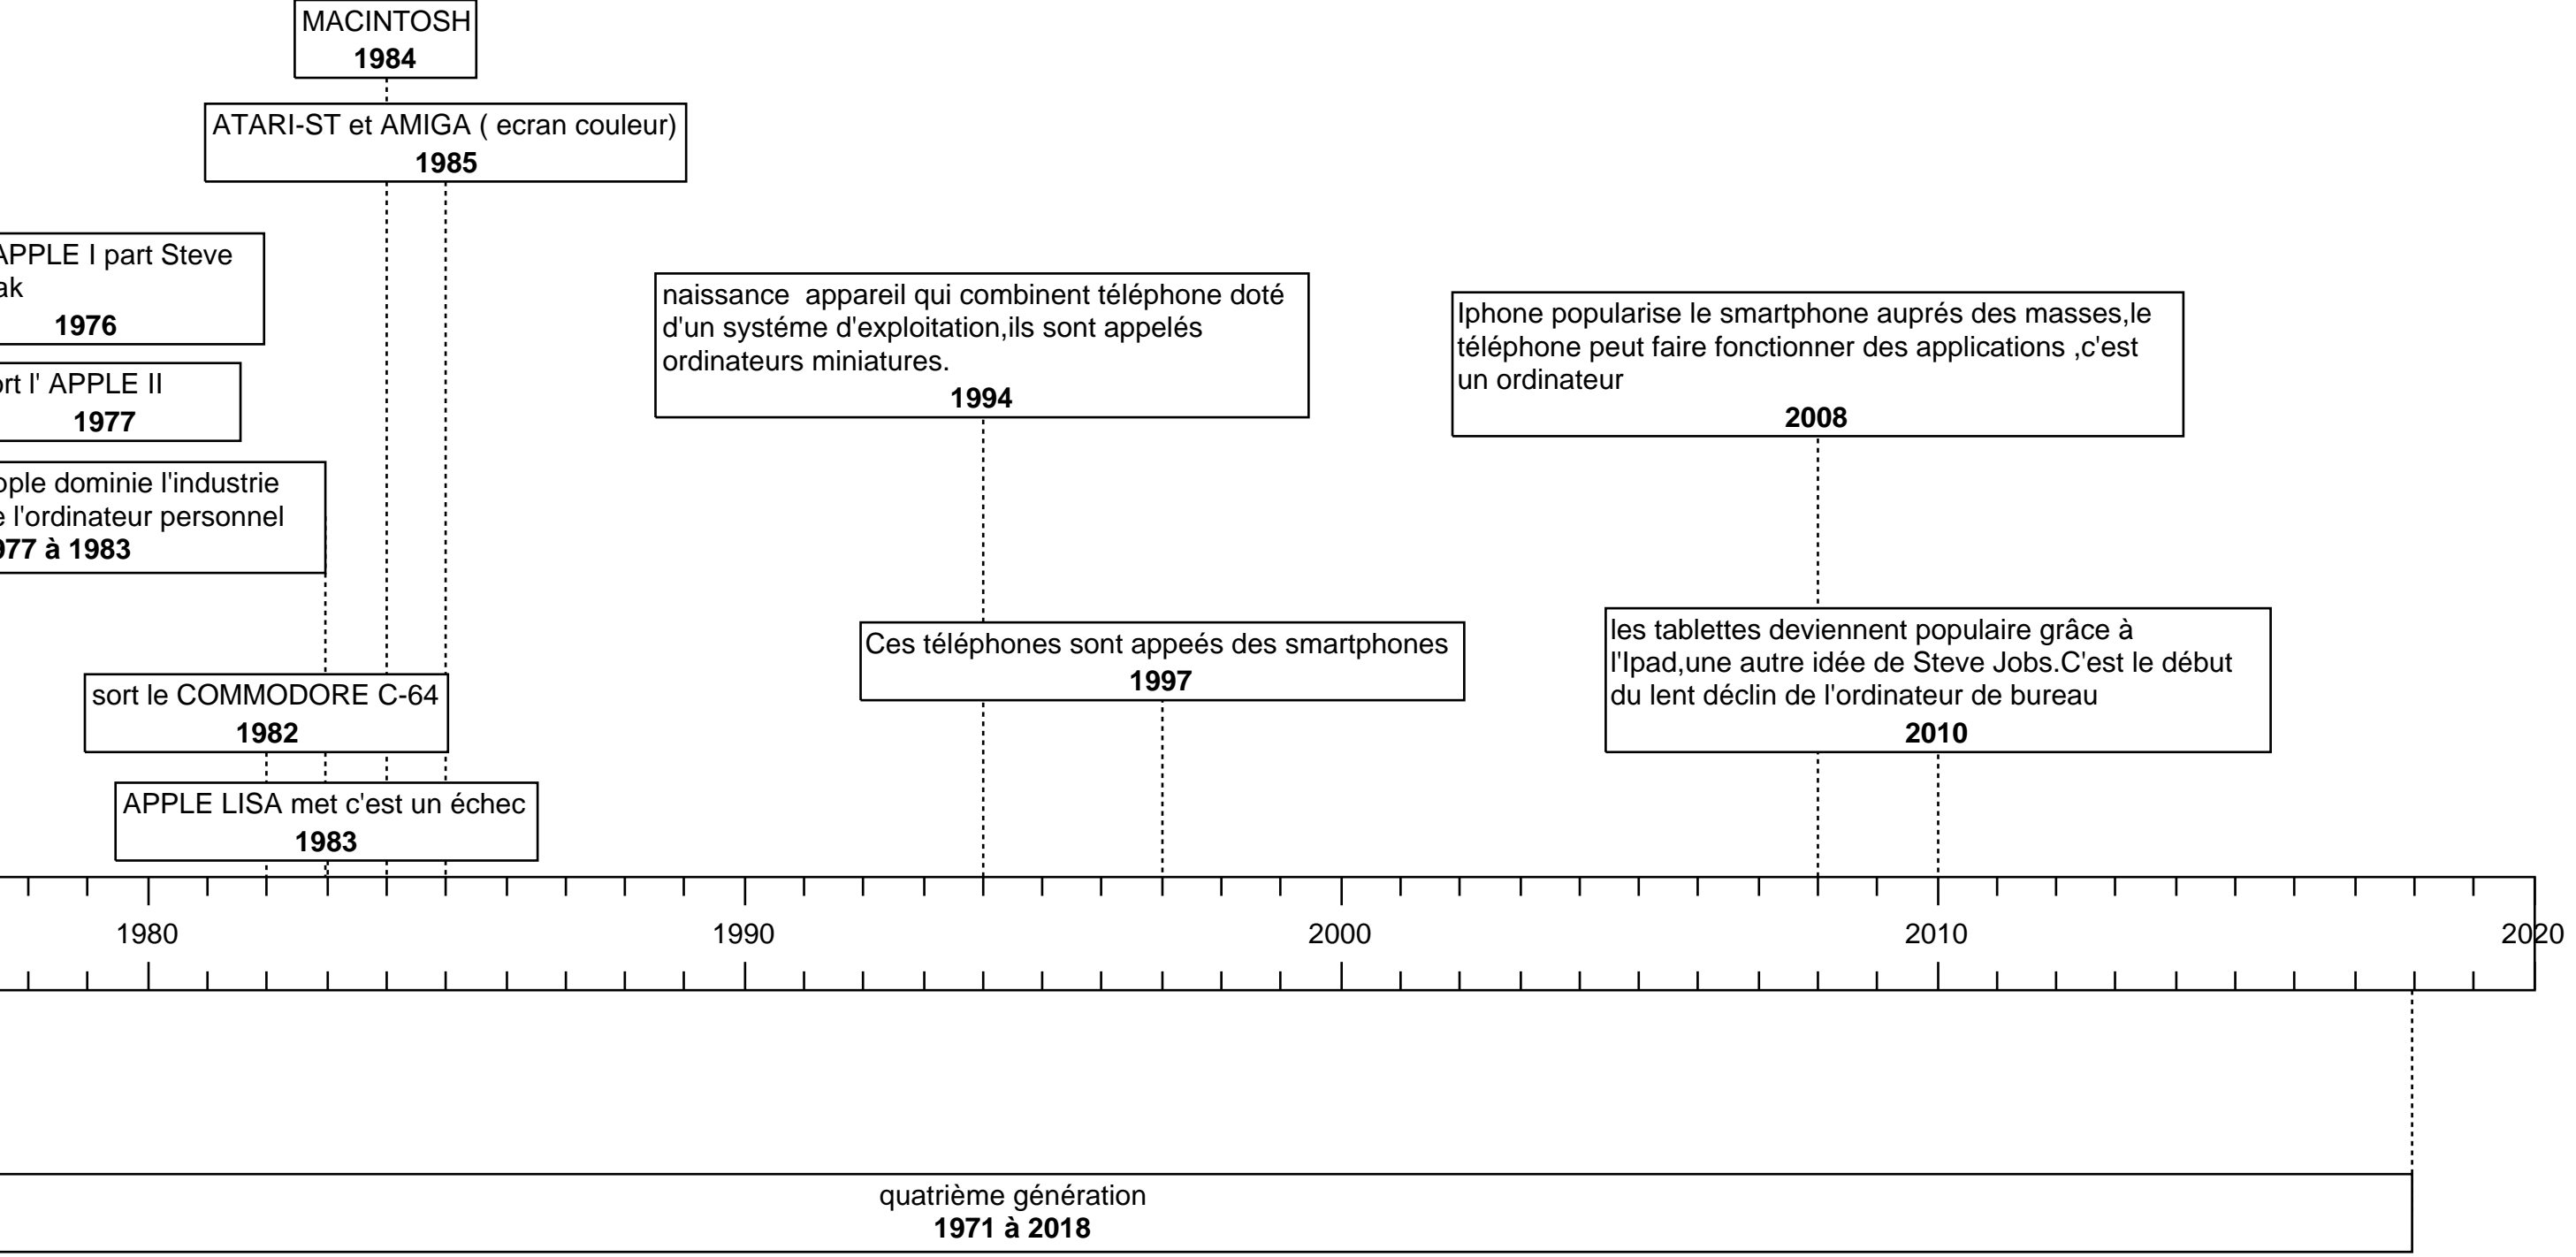 MACINTOSH
1984
ATARI-ST et AMIGA ( ecran couleur)
1985
APPLE I part Steve
ak
1976
ort l' APPLE II
1977
naissance  appareil qui combinent téléphone doté
d'un systéme d'exploitation,ils sont appelés
ordinateurs miniatures.
1994
Iphone popularise le smartphone auprés des masses,le
téléphone peut faire fonctionner des applications ,c'est
un ordinateur
2008
pple dominie l'industrie
e l'ordinateur personnel
977 à 1983
Ces téléphones sont appeés des smartphones
1997
les tablettes deviennent populaire grâce à
l'Ipad,une autre idée de Steve Jobs.C'est le début
du lent déclin de l'ordinateur de bureau
2010
sort le COMMODORE C-64
1982
APPLE LISA met c'est un échec
1983
1980 1990 2000 2010 2020
quatrième génération
1971 à 2018